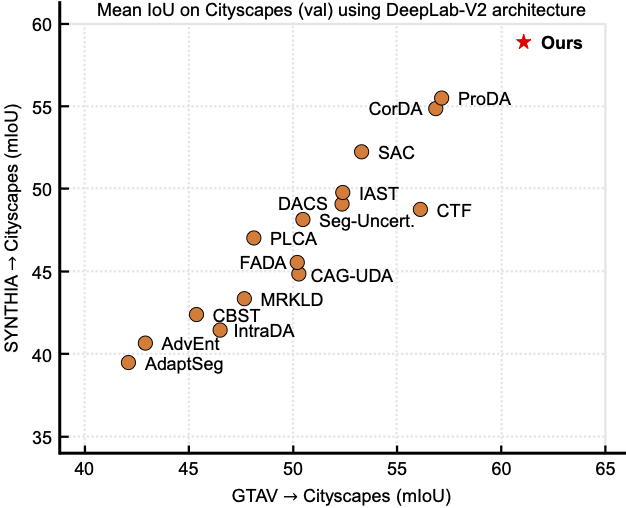 Mean IoU on Cityscapes (val) using DeepLab-V2 architecture
60
Ours
ProDA
55
CorDA
SAC
50
IAST
DACS
CTF
Seg-Uncert.
PLCA
FADA
45
CAG-UDA
MRKLD
CBST
IntraDA
AdvEnt
40
AdaptSeg
35
SYNTHIA → Cityscapes (mIoU)
40 45 50 55 60 65
GTAV → Cityscapes (mIoU)